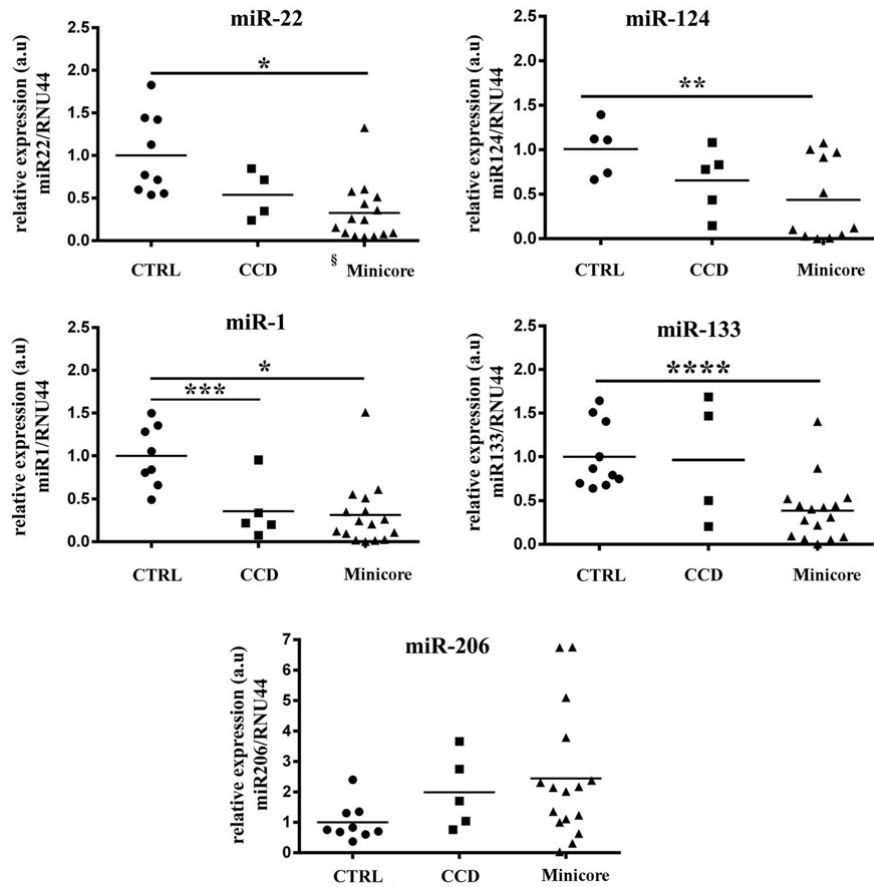 miR-22
relative expression (a.u)
miR22/RNU44
2.5
2.0
1.5
1.0
0.5
0.0
*
CTRL
CCD
§ Minicore
miR-124
relative expression (a.u)
miR124/RNU44
2.5
2.0
1.5
1.0
0.5
0.0
**
CTRL
CCD
Minicore
miR-1
relative expression (a.u)
miR1/RNU44
2.5
2.0
1.5
1.0
0.5
0.0
*
***
CTRL
CCD
Minicore
miR-133
relative expression (a.u)
miR133/RNU44
2.5
2.0
1.5
1.0
0.5
0.0
****
CTRL
CCD
Minicore
miR-206
relative expression (a.u)
miR206/RNU44
7
6
5
4
3
2
1
0
CTRL
CCD
Minicore